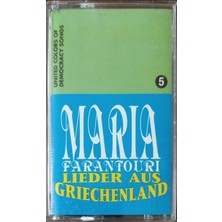 UNITED COLORS OF
DEMOCRACY SONGS
5
MARIA
FARANTOURI
LIEDER AUS
GRIECHENLAND